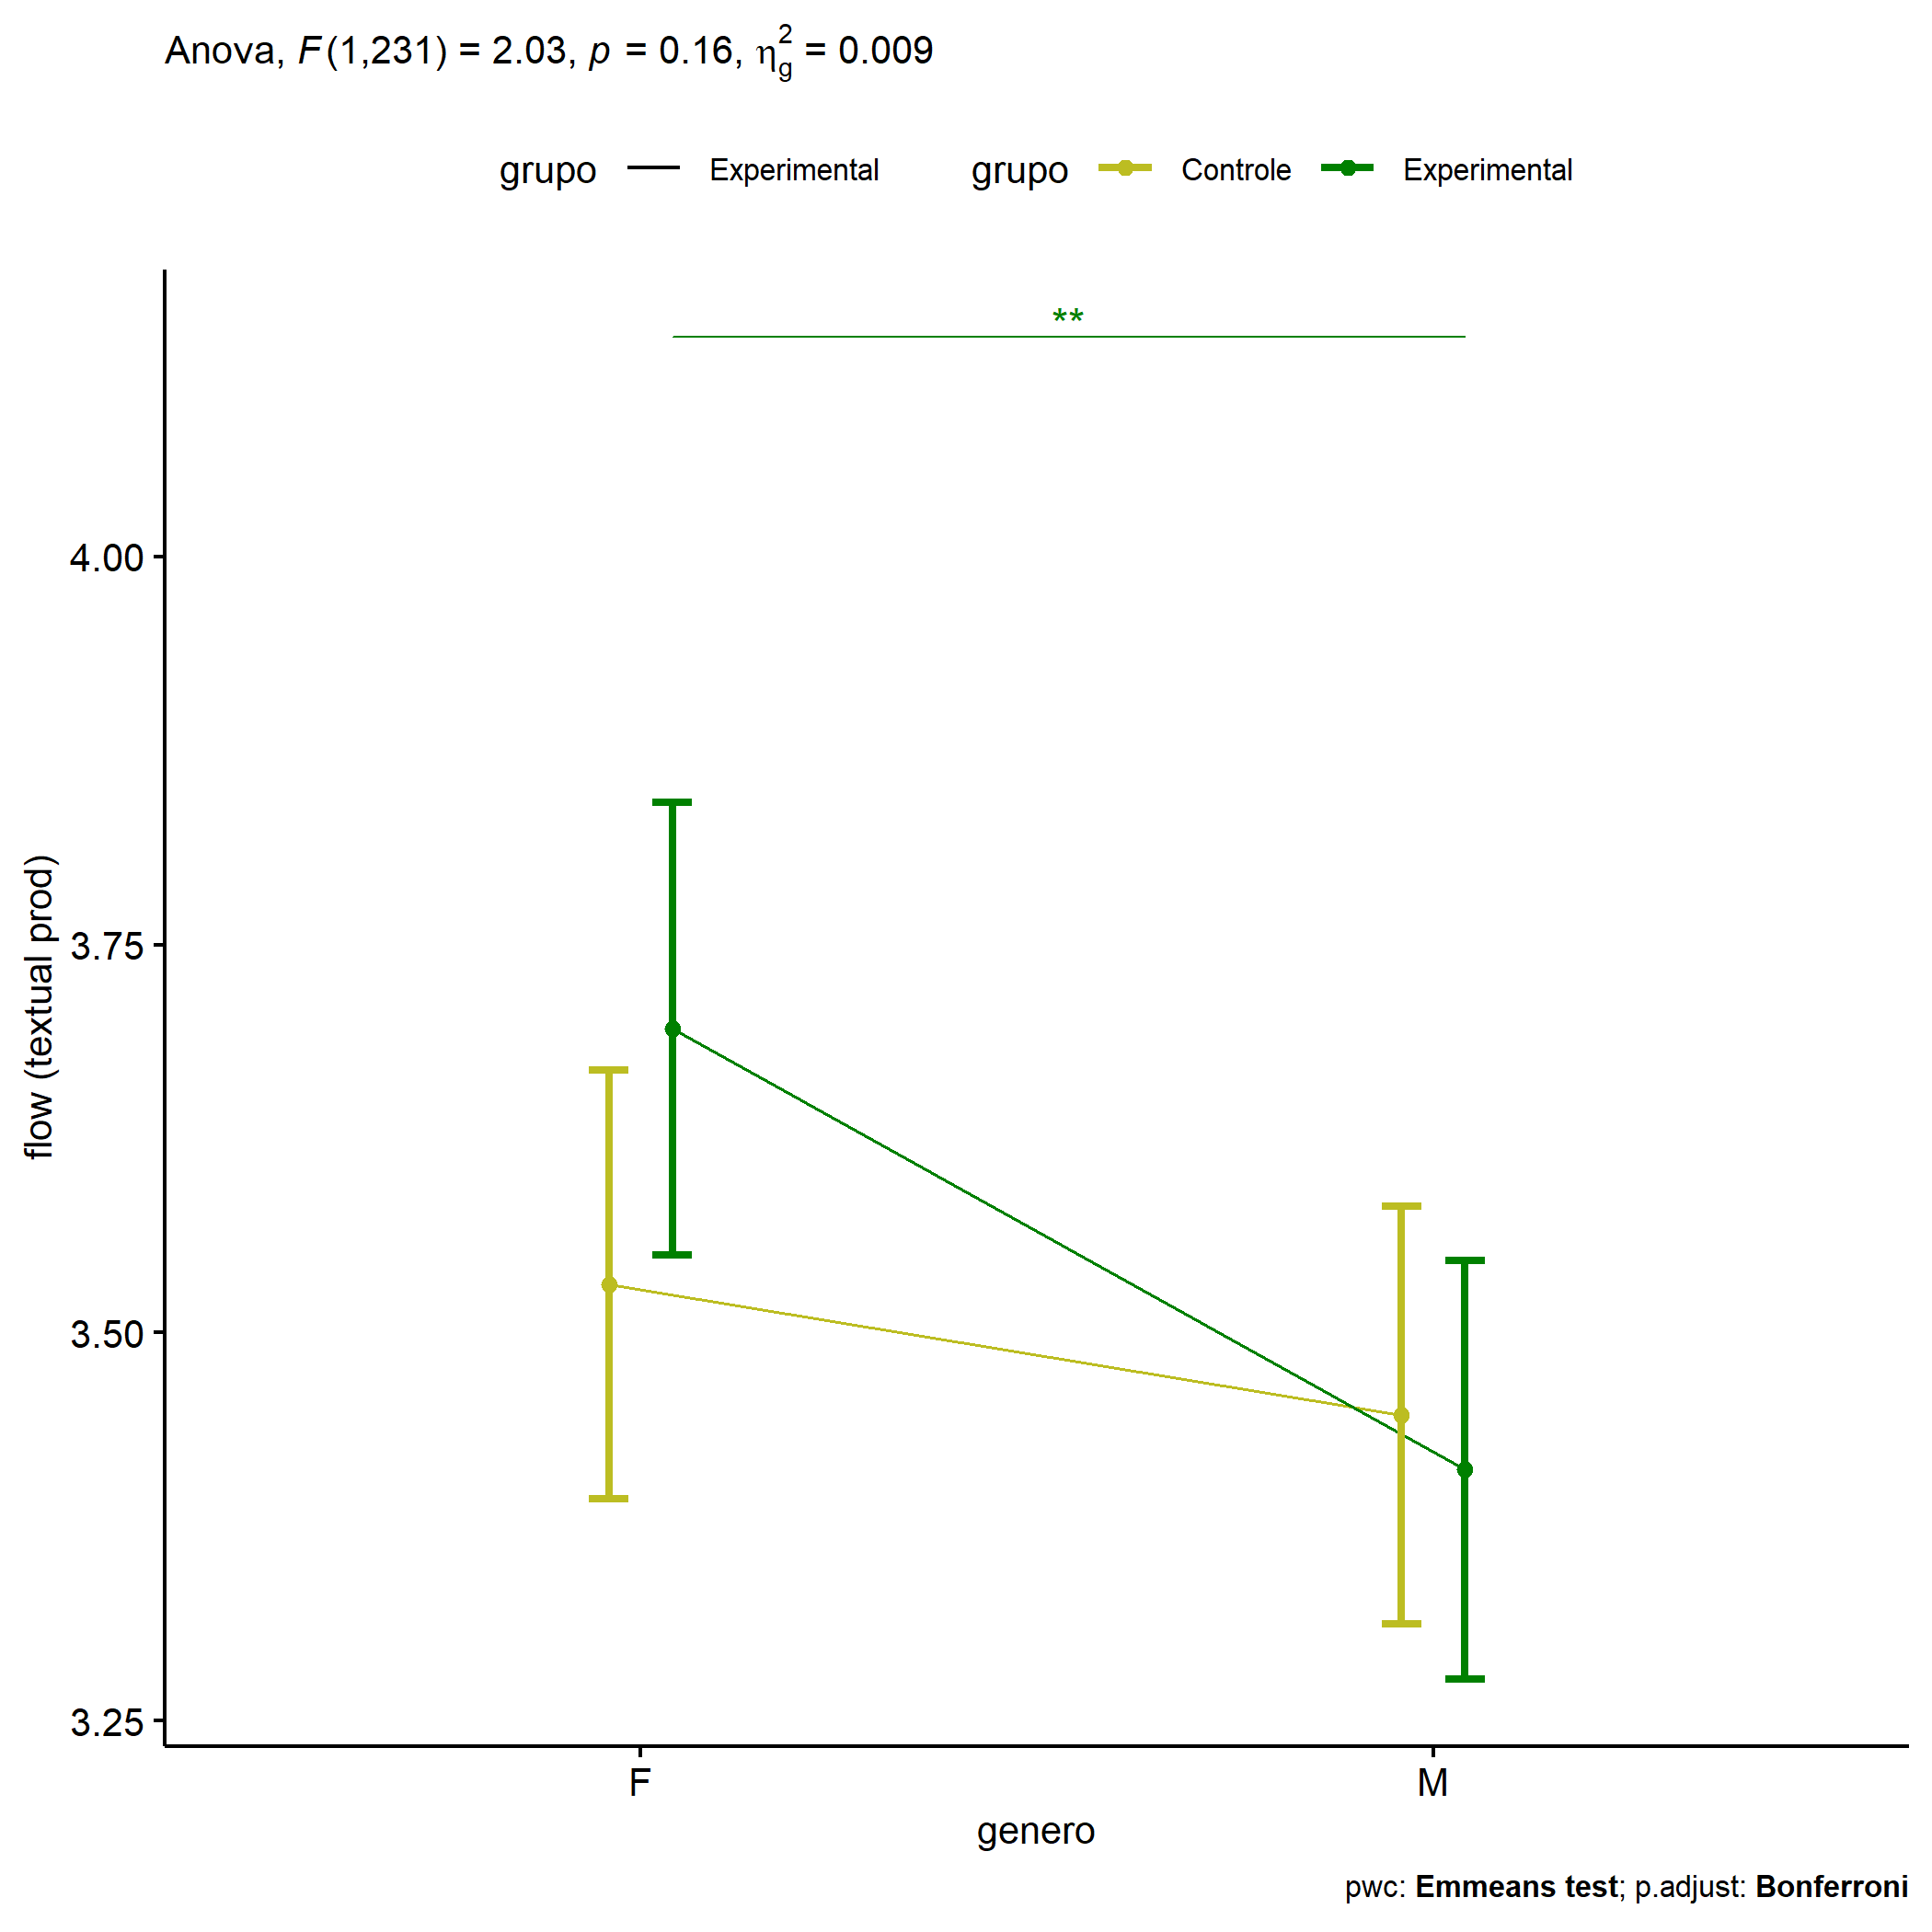 Anova, F(1,231) = 2.03, p = 0.16, η²g = 0.009
grupo Experimental grupo Controle Experimental
**
4.00
3.75
3.50
3.25
flow (textual prod)
F M
genero
pwc: Emmeans test; p.adjust: Bonferroni